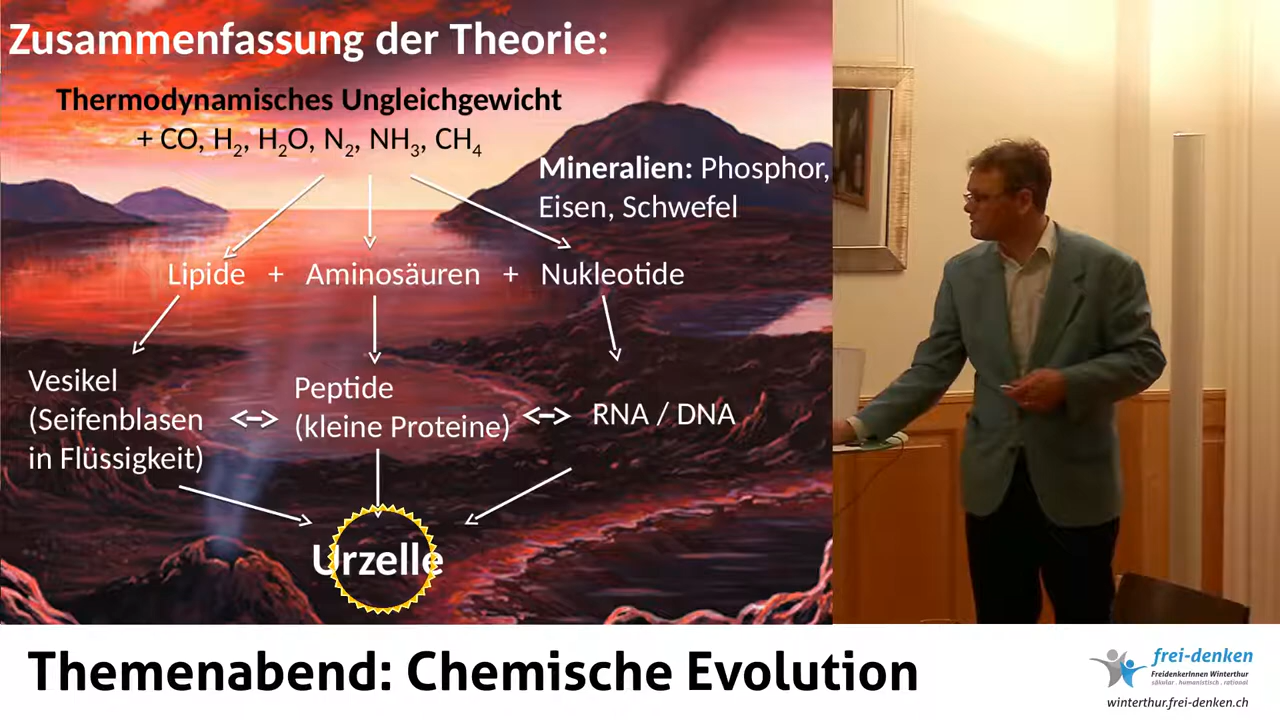 Zusammenfassung der Theorie:
Thermodynamisches Ungleichgewicht
+ CO, H₂, H₂O, N₂, NH₃, CH₄
Mineralien: Phosphor,
Eisen, Schwefel
Lipide + Aminosäuren + Nukleotide
Vesikel
(Seifenblasen
in Flüssigkeit)
Peptide
(kleine Proteine)
RNA / DNA
Urzelle
Themenabend: Chemische Evolution
frei-denken
FreidenkerInnen Winterthur
säkular . humanistisch . rational
winterthur.frei-denken.ch